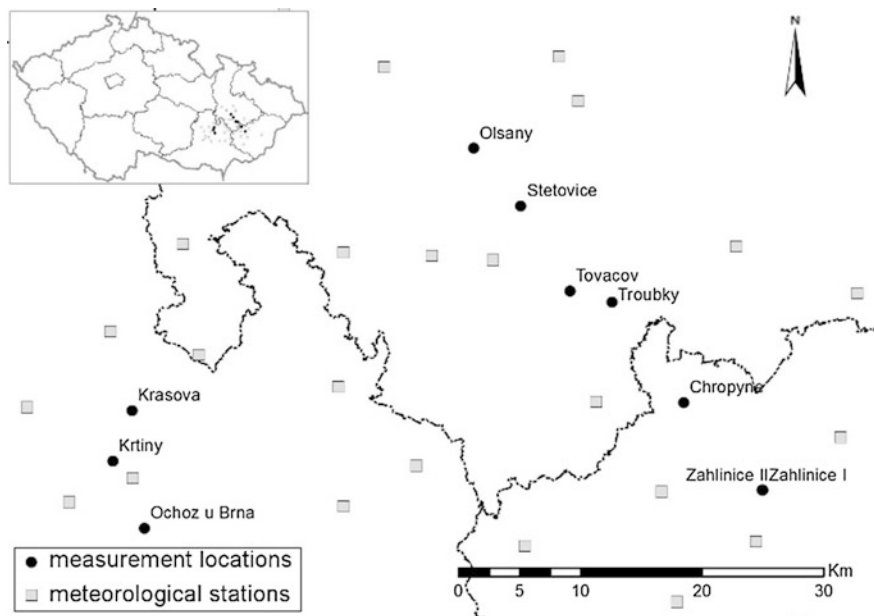 N
Olsany
Stetovice
Tovacov
Troubky
Krasova
Chropyne
Krtiny
Zahlinice IIZahlinice I
Ochoz u Brna
measurement locations
meteorological stations
Km
0 5 10 20 30